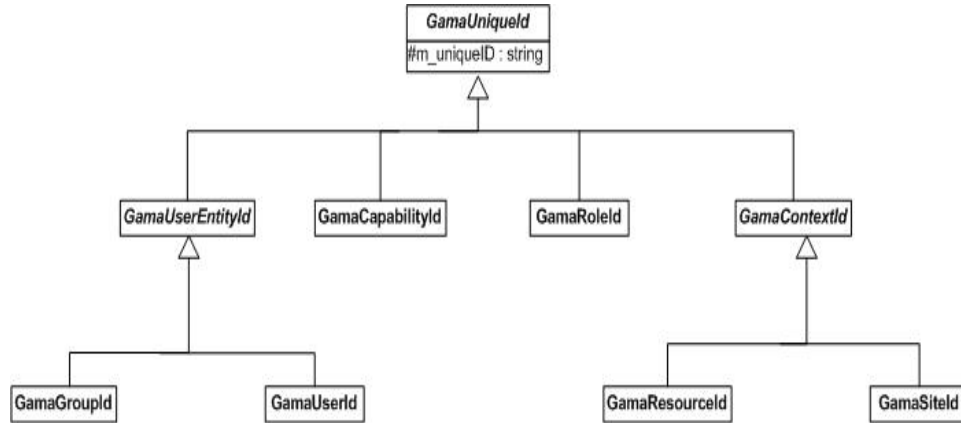 GamaUniqueId
#m_uniqueID : string
GamaUserEntityId
GamaCapabilityId
GamaRoleId
GamaContextId
GamaGroupId
GamaUserId
GamaResourceId
GamaSiteId